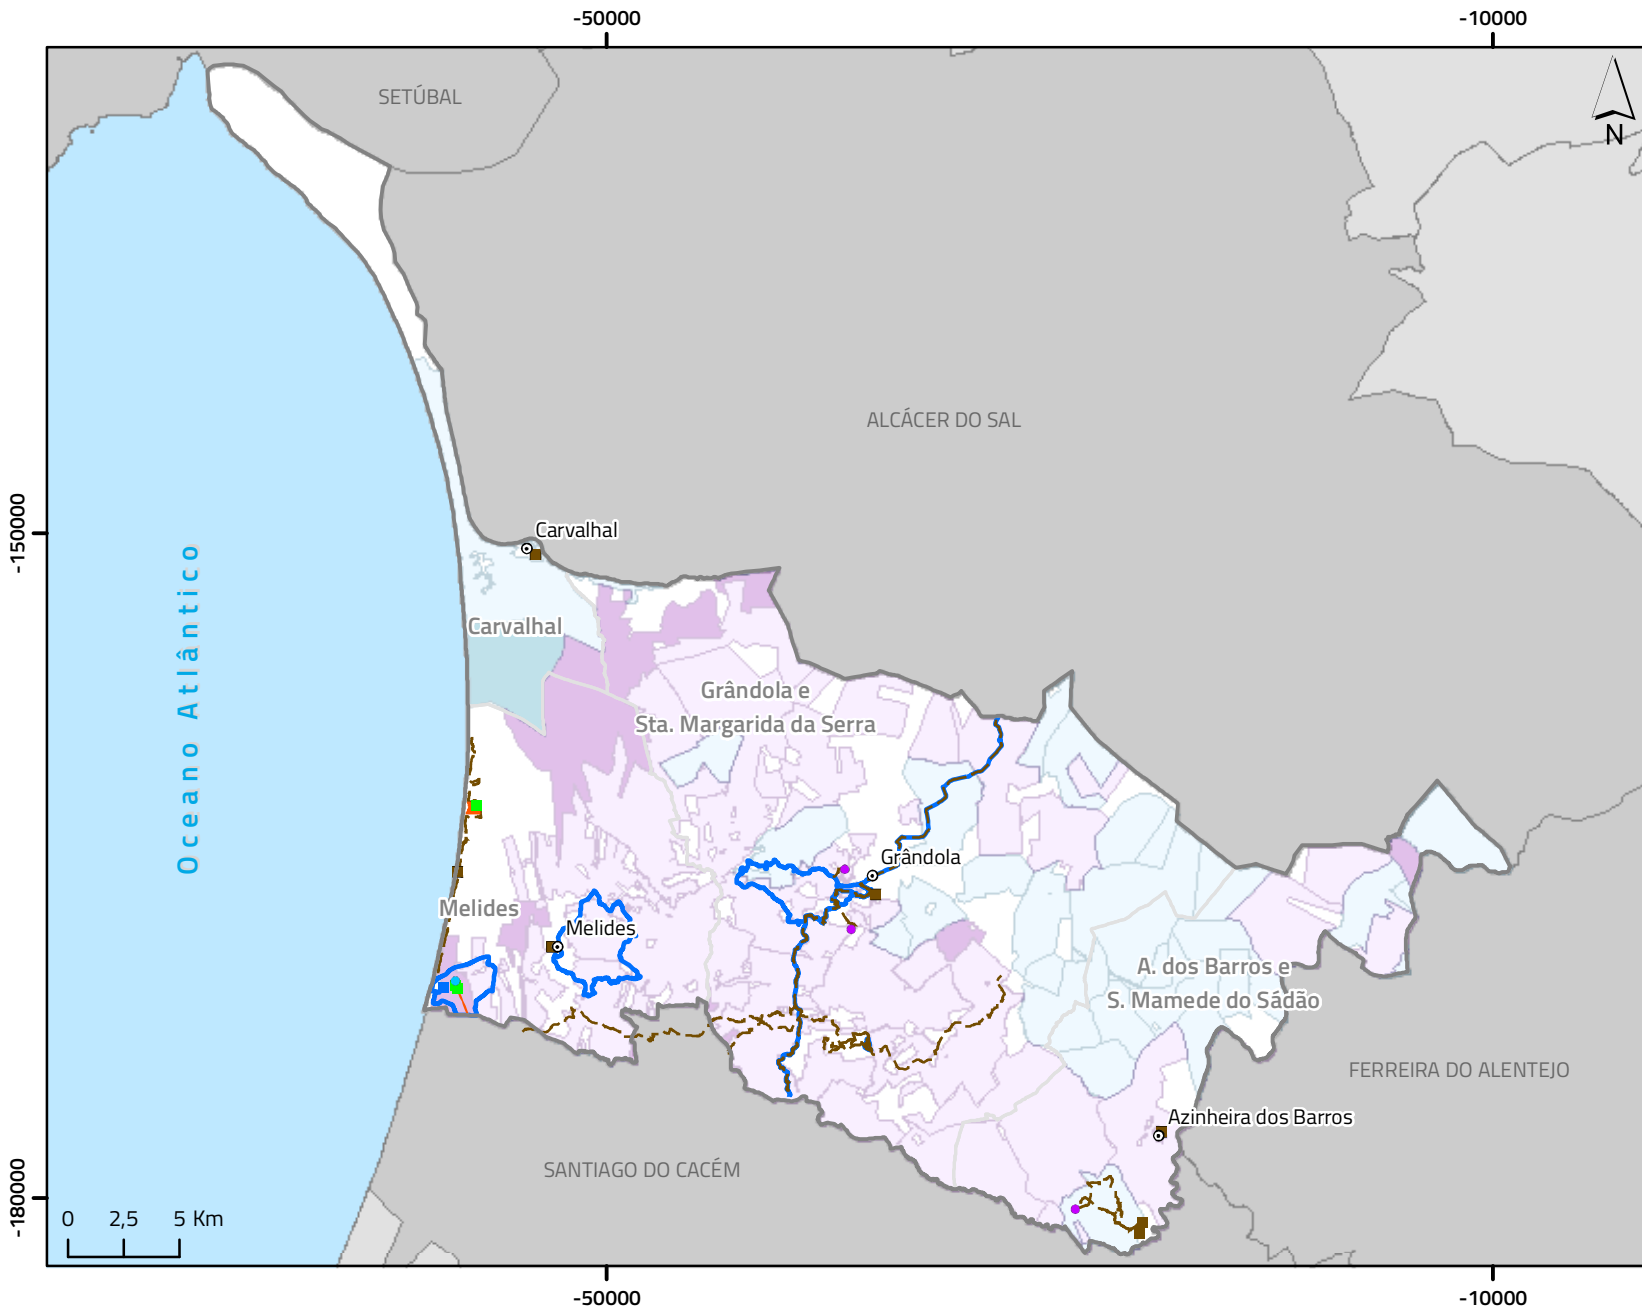 -50000
-10000
SETÚBAL
N
ALCÁCER DO SAL
-150000
Carvalhal
Oceano Atlântico
Carvalhal
Grândola e
Sta. Margarida da Serra
Grândola
Melides
Melides
A. dos Barros e
S. Mamede do Sádão
FERREIRA DO ALENTEJO
Azinheira dos Barros
SANTIAGO DO CACÉM
-180000
0 2,5 5 Km
-50000
-10000